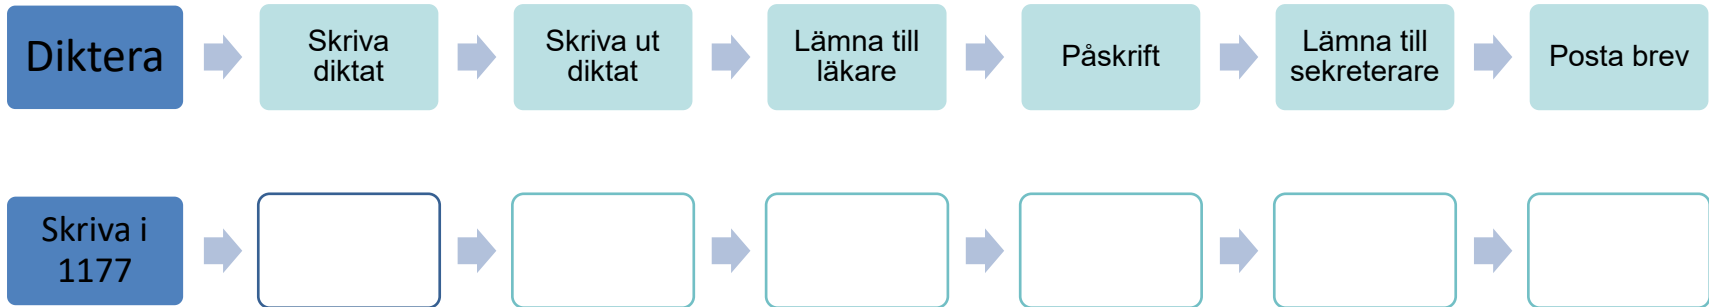 Diktera
Skriva
diktat
Skriva ut
diktat
Lämna till
läkare
Påskrift
Lämna till
sekreterare
Posta brev
Skriva i
1177